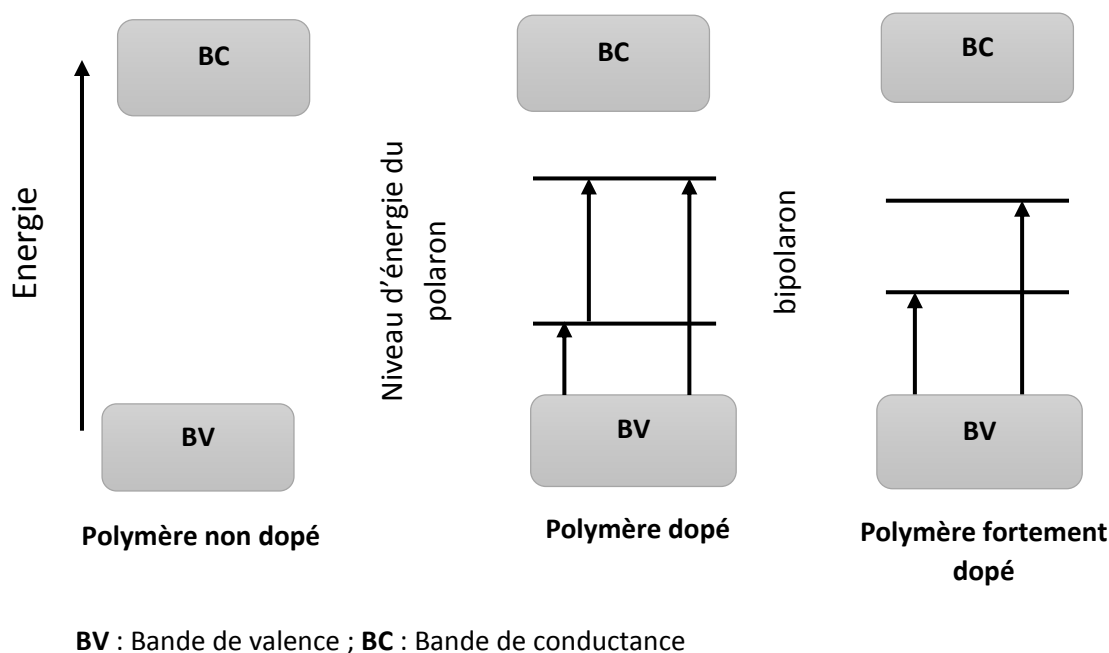 BC
BC
BC
Energie
Niveau d’énergie du
polaron
bipolaron
BV
BV
BV
Polymère non dopé
Polymère dopé
Polymère fortement
dopé
BV : Bande de valence ; BC : Bande de conductance